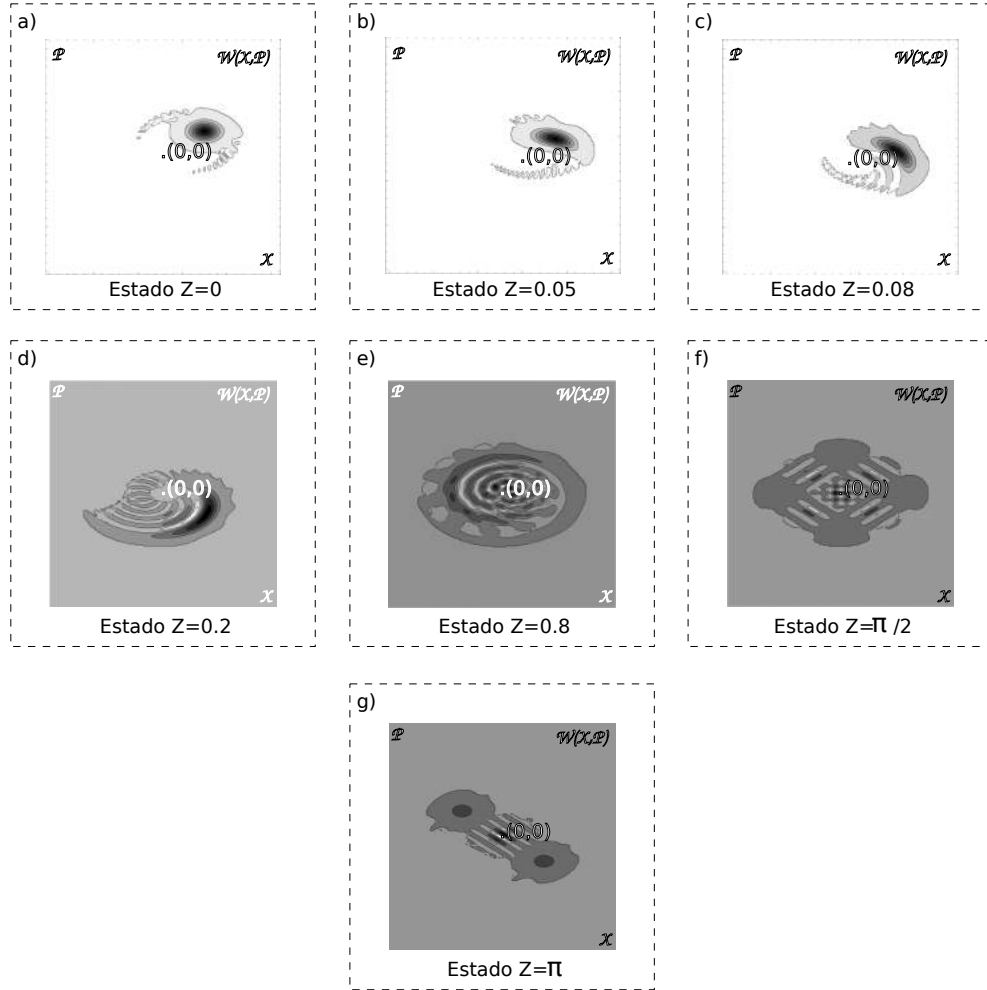 a)
𝒫 𝒲(𝒳,𝒫)
.(0,0)
𝒳
Estado Z=0
b)
𝒫 𝒲(𝒳,𝒫)
.(0,0)
𝒳
Estado Z=0.05
c)
𝒫 𝒲(𝒳,𝒫)
.(0,0)
𝒳
Estado Z=0.08
d)
𝒫 𝒲(𝒳,𝒫)
.(0,0)
𝒳
Estado Z=0.2
e)
𝒫 𝒲(𝒳,𝒫)
.(0,0)
𝒳
Estado Z=0.8
f)
𝒫 𝒲(𝒳,𝒫)
.(0,0)
𝒳
Estado Z=π/2
g)
𝒫 𝒲(𝒳,𝒫)
.(0,0)
𝒳
Estado Z=π